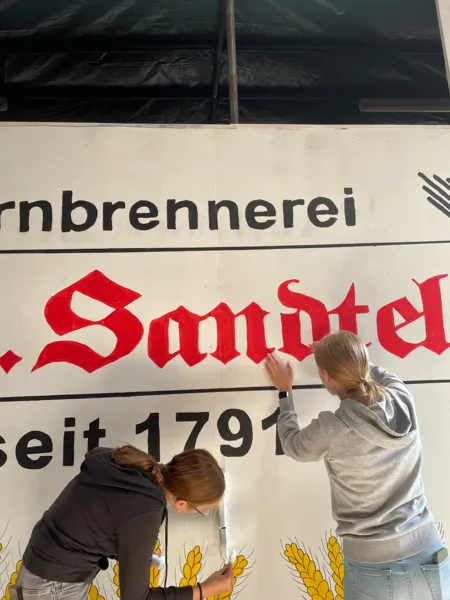 rnbrennerei
. Sandtel
seit 1791